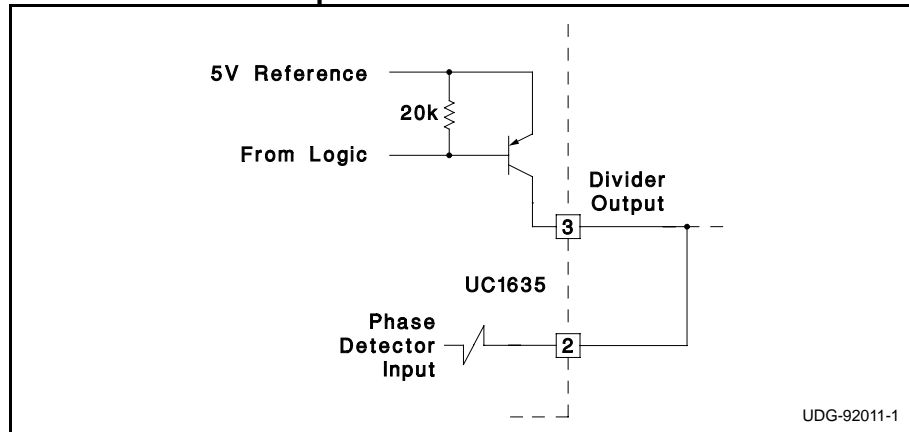 5V Reference
20k
From Logic
Divider
Output
3
UC1635
Phase
Detector
Input
2
UDG-92011-1